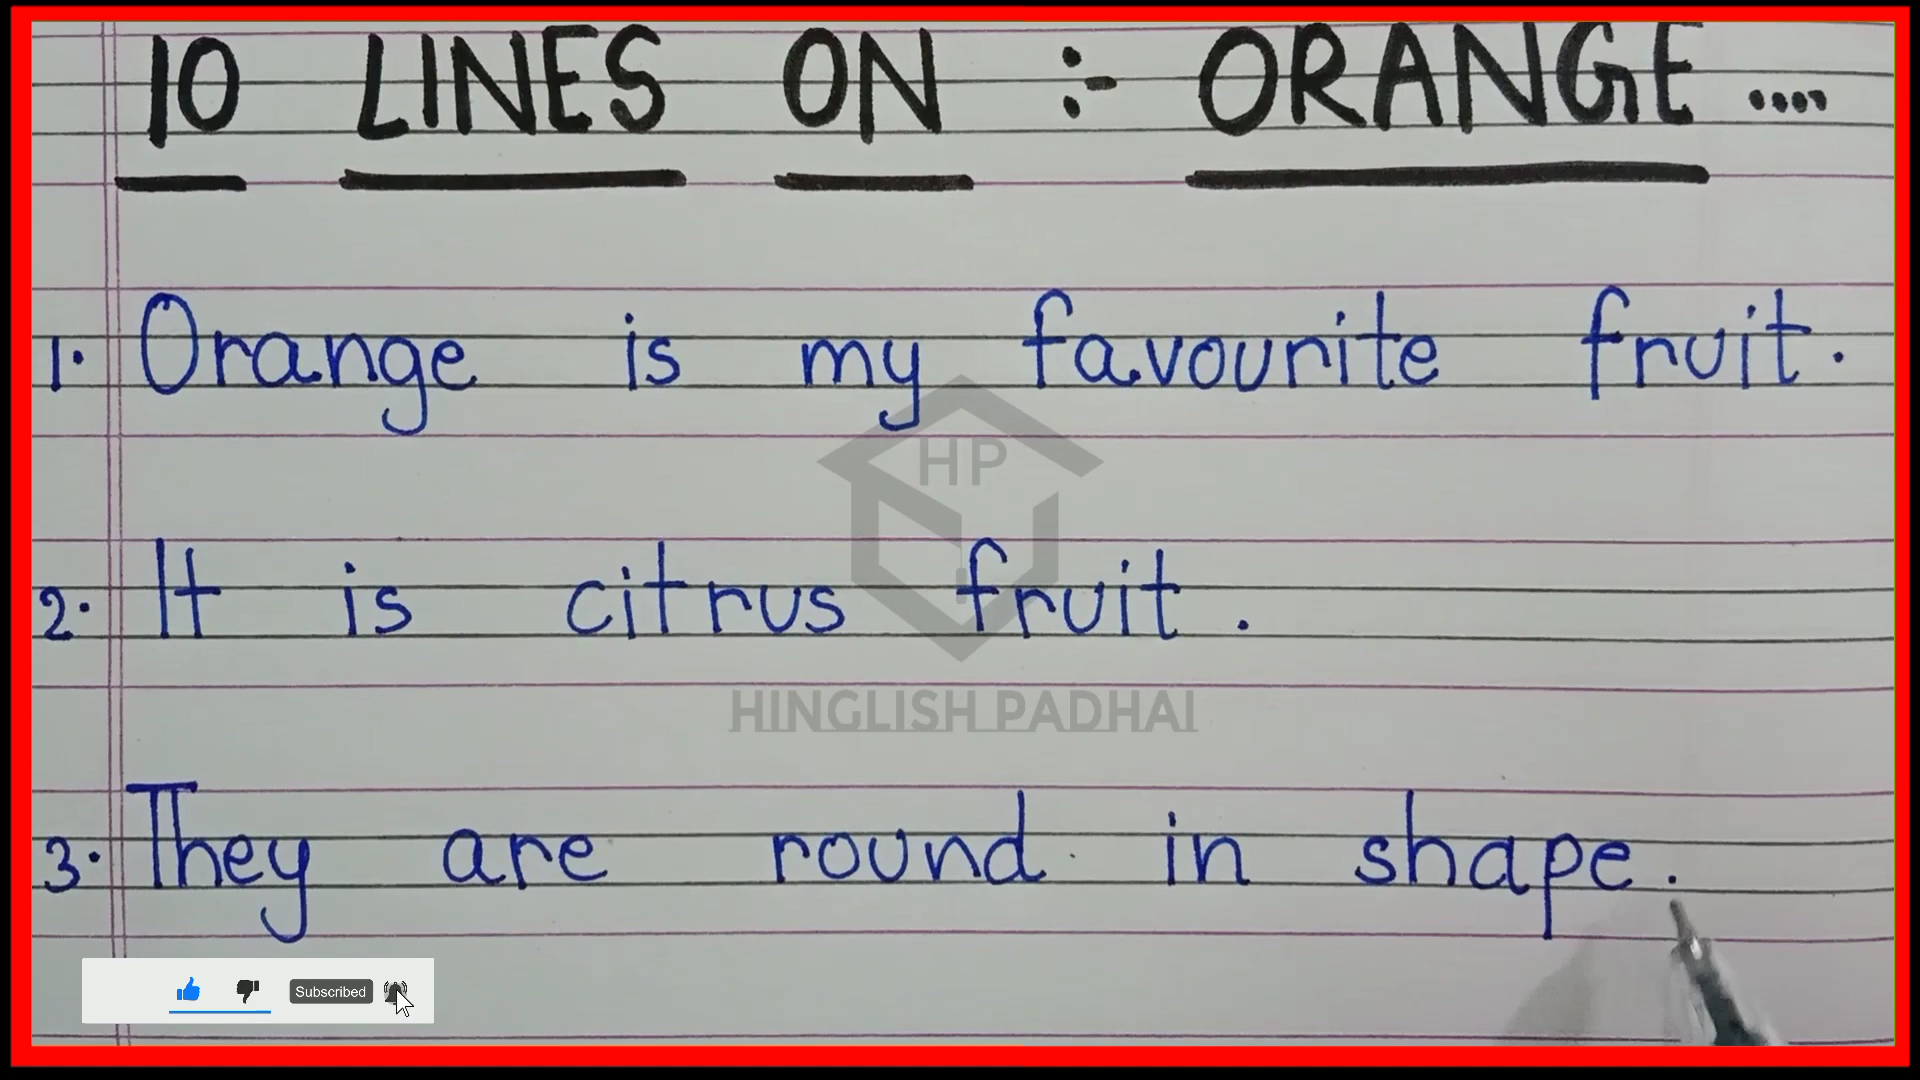 10 LINES ON :- ORANGE ....
1. Orange is my favourite fruit.
HP
2. It is citrus fruit.
HINGLISH PADHAI
3. They are round in shape.
Subscribed